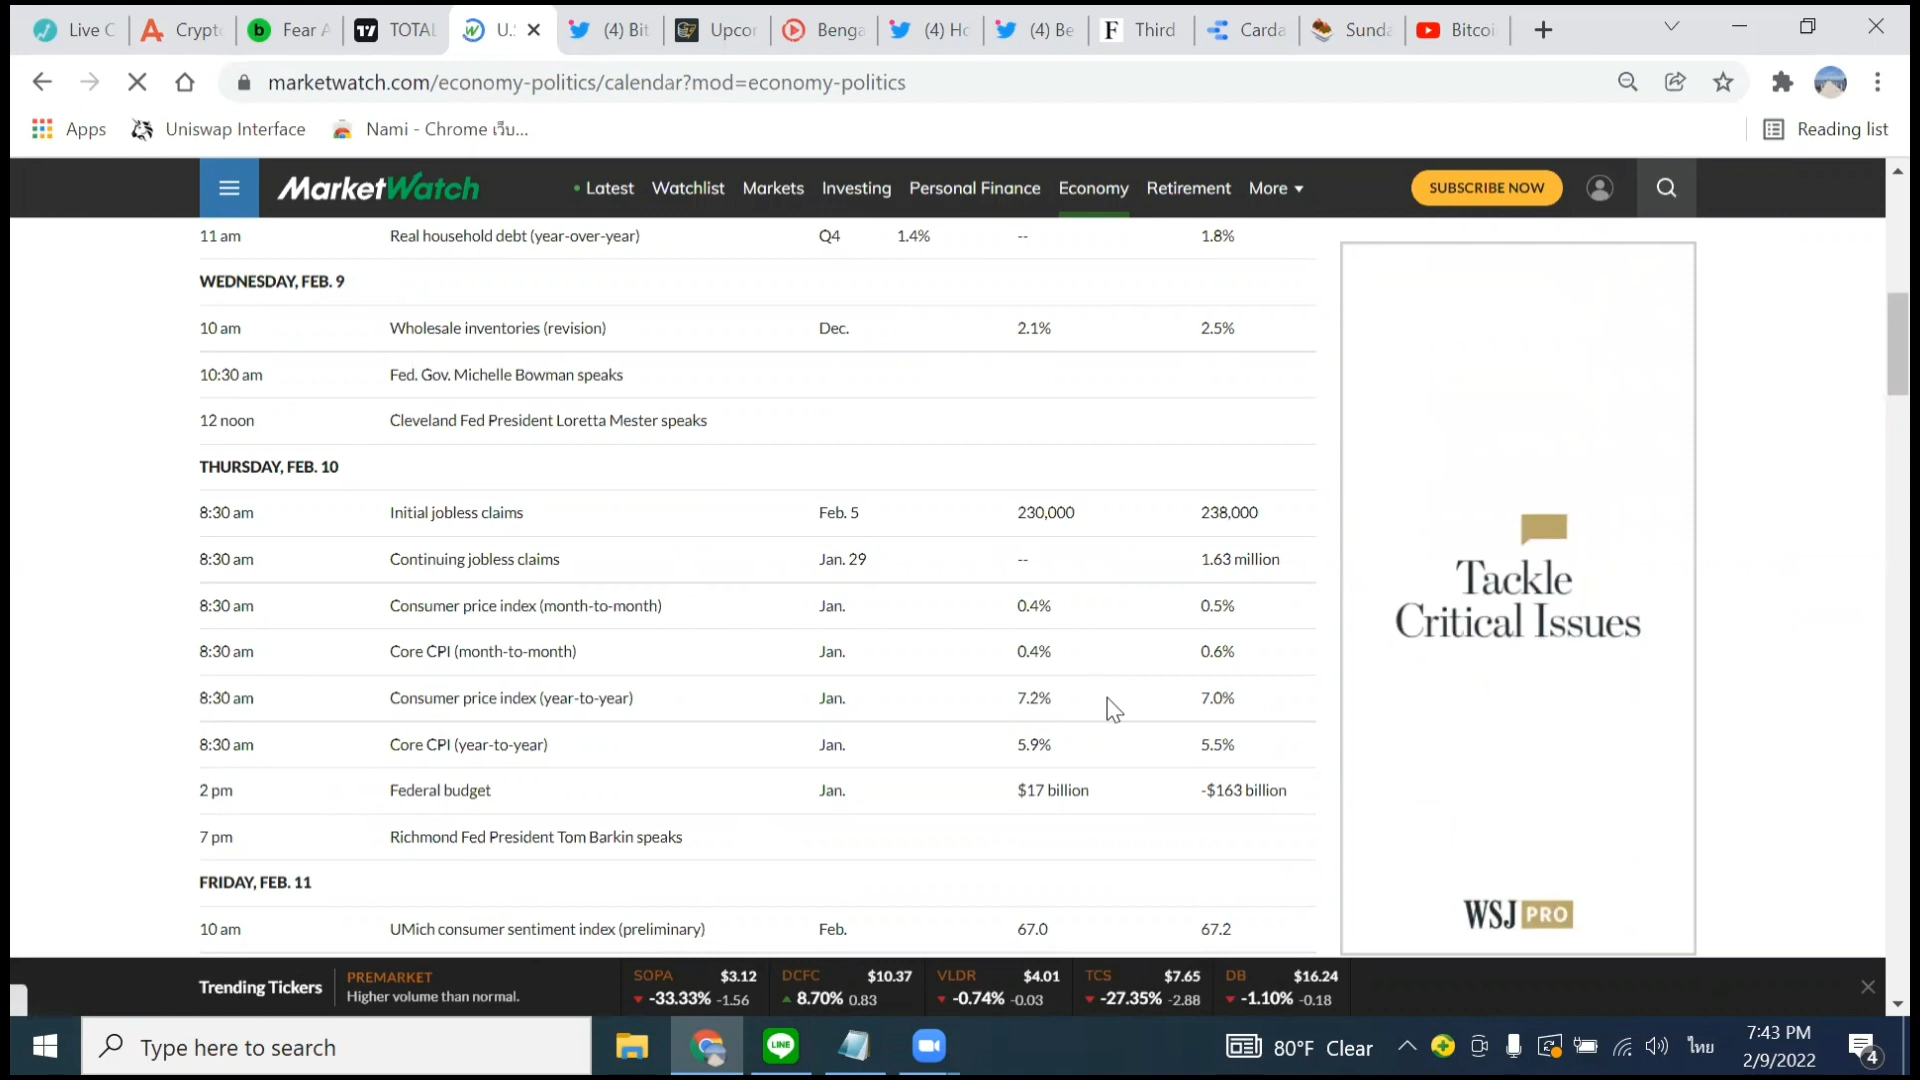 Live C Crypto Fear A TOTAL U.S (4) Bit Upcor Benga (4) Ho (4) Be Third Carda Sunda Bitcoi
marketwatch.com/economy-politics/calendar?mod=economy-politics
Apps Uniswap Interface Nami - Chrome เว็บ... Reading list
MarketWatch Latest Watchlist Markets Investing Personal Finance Economy Retirement More SUBSCRIBE NOW
11 am Real household debt (year-over-year) Q4 1.4% -- 1.8%
WEDNESDAY, FEB. 9
10 am Wholesale inventories (revision) Dec. 2.1% 2.5%
10:30 am Fed. Gov. Michelle Bowman speaks
12 noon Cleveland Fed President Loretta Mester speaks
THURSDAY, FEB. 10
8:30 am Initial jobless claims Feb. 5 230,000 238,000
8:30 am Continuing jobless claims Jan. 29 -- 1.63 million
8:30 am Consumer price index (month-to-month) Jan. 0.4% 0.5%
8:30 am Core CPI (month-to-month) Jan. 0.4% 0.6%
8:30 am Consumer price index (year-to-year) Jan. 7.2% 7.0%
8:30 am Core CPI (year-to-year) Jan. 5.9% 5.5%
2 pm Federal budget Jan. $17 billion -$163 billion
7 pm Richmond Fed President Tom Barkin speaks
FRIDAY, FEB. 11
10 am UMich consumer sentiment index (preliminary) Feb. 67.0 67.2
Tackle
Critical Issues
WSJ PRO
Trending Tickers
PREMARKET
Higher volume than normal.
SOPA $3.12
-33.33% -1.56
DCFC $10.37
8.70% 0.83
VLDR $4.01
-0.74% -0.03
TCS $7.65
-27.35% -2.88
DB $16.24
-1.10% -0.18
Type here to search
LINE
80°F Clear
ไทย
7:43 PM
2/9/2022
4